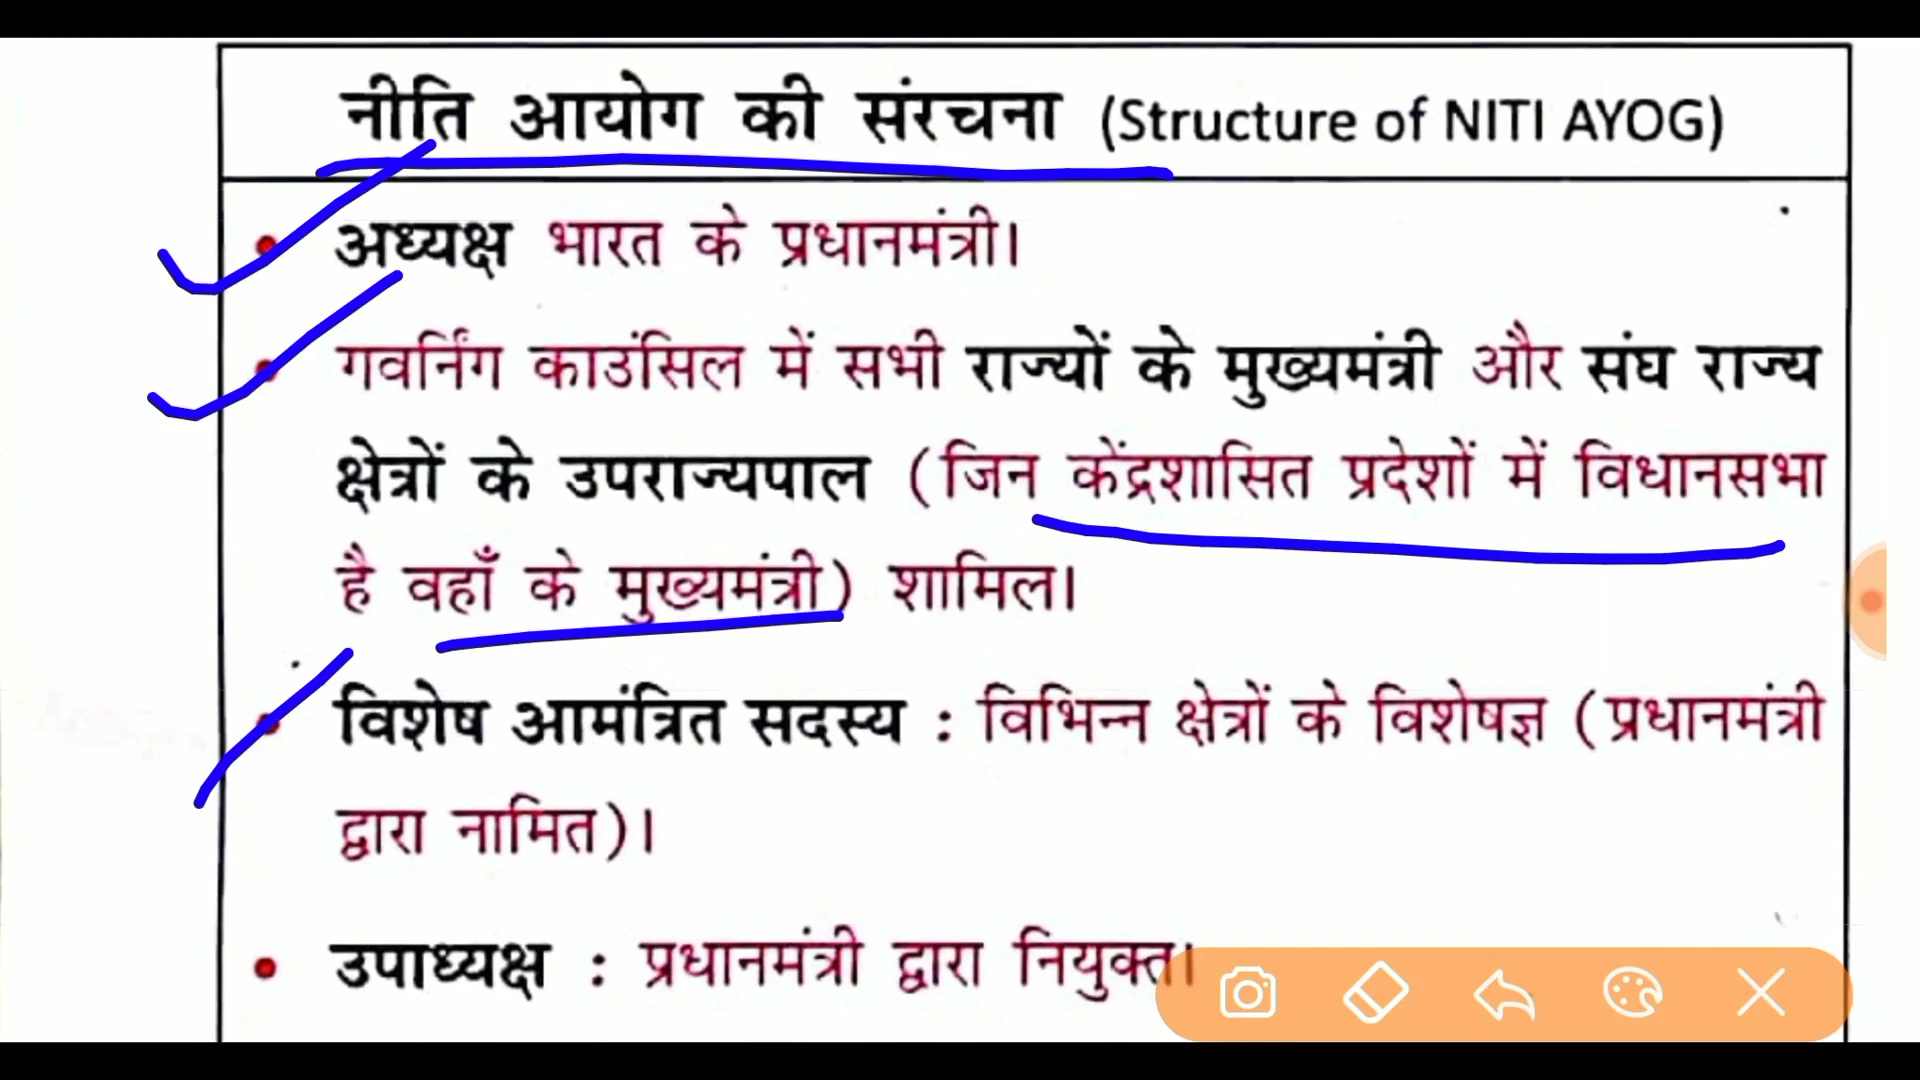 नीति आयोग की संरचना (Structure of NITI AYOG)
अध्यक्ष भारत के प्रधानमंत्री।
गवर्निंग काउंसिल में सभी राज्यों के मुख्यमंत्री और संघ राज्य
क्षेत्रों के उपराज्यपाल (जिन केंद्रशासित प्रदेशों में विधानसभा
है वहाँ के मुख्यमंत्री) शामिल।
विशेष आमंत्रित सदस्य : विभिन्न क्षेत्रों के विशेषज्ञ (प्रधानमंत्री
द्वारा नामित)।
उपाध्यक्ष : प्रधानमंत्री द्वारा नियुक्त।